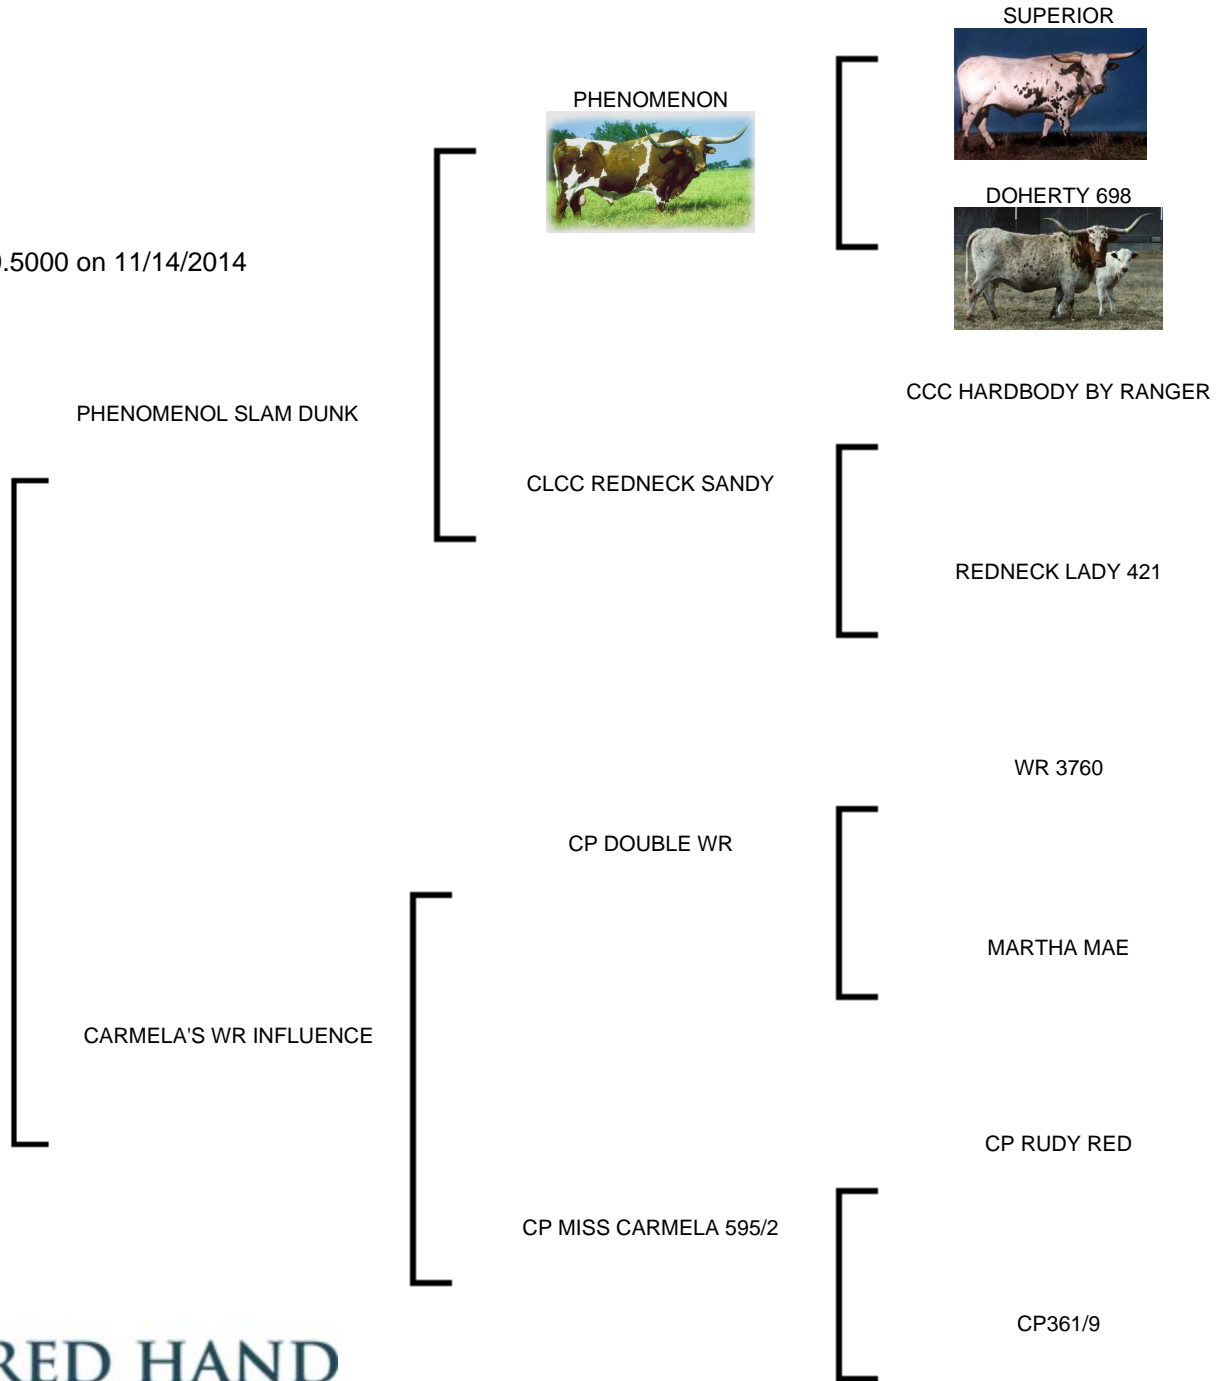 SUPERIOR
PHENOMENON
DOHERTY 698
.5000 on 11/14/2014
CCC HARDBODY BY RANGER
PHENOMENOL SLAM DUNK
CLCC REDNECK SANDY
REDNECK LADY 421
WR 3760
CP DOUBLE WR
MARTHA MAE
CARMELA'S WR INFLUENCE
CP RUDY RED
CP MISS CARMELA 595/2
CP361/9
RED HAND